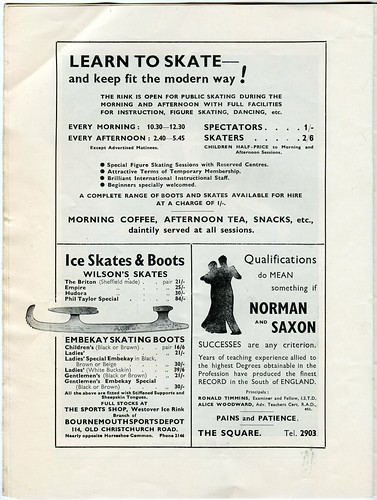 LEARN TO SKATE—
and keep fit the modern way !
THE RINK IS OPEN FOR PUBLIC SKATING DURING THE
MORNING AND AFTERNOON WITH FULL FACILITIES
FOR INSTRUCTION, FIGURE SKATING, DANCING, etc.
EVERY MORNING : 10.30—12.30
EVERY AFTERNOON : 2.40—5.45
Except Advertised Matinees.
SPECTATORS . . . . 1/-
SKATERS . . . . . 2/6
CHILDREN HALF-PRICE to Morning and
Afternoon Sessions.
● Special Figure Skating Sessions with Reserved Centres.
● Attractive Terms of Temporary Membership.
● Brilliant International Instructional Staff.
● Beginners specially welcomed.
A COMPLETE RANGE OF BOOTS AND SKATES AVAILABLE FOR HIRE
AT A CHARGE OF 1/-.
MORNING COFFEE, AFTERNOON TEA, SNACKS, etc.,
daintily served at all sessions.
Ice Skates & Boots
WILSON'S SKATES
The Briton (Sheffield made) . . pair 21/-
Empire . . . . 25/-
Hudora . . . . 30/-
Phil Taylor Special . . . 84/-
EMBEKAY SKATING BOOTS
Children's (Black or Brown) . . pair 16/6
Ladies' . . . . 21/-
Ladies' Special Embekay in Black,
Brown or Beige . . . 30/-
Ladies' (White Buckskin) . . 39/6
Gentlemen's (Black or Brown) . . 21/-
Gentlemen's Embekay Special
(Black or Brown) . . . 30/-
All the above are fitted with Stiffened Supports and
Sheepskin Tongues.
FULL STOCKS AT
THE SPORTS SHOP, Westover Ice Rink
Branch of
BOURNEMOUTH SPORTS DEPOT
114, OLD CHRISTCHURCH ROAD.
Nearly opposite Horseshoe Common. Phone 2146
Qualifications
do MEAN
something if
NORMAN
AND SAXON
SUCCESSES are any criterion.
Years of teaching experience allied to
the highest Degrees obtainable in the
Profession have produced the finest
RECORD in the South of ENGLAND.
Principals :
RONALD TIMMINS, Examiner and Fellow, I.S.T.D.
ALICE WOODWARD, Adv. Teachers Cert. R.A.D.,
etc.
PAINS and PATIENCE.
THE SQUARE. Tel. 2903